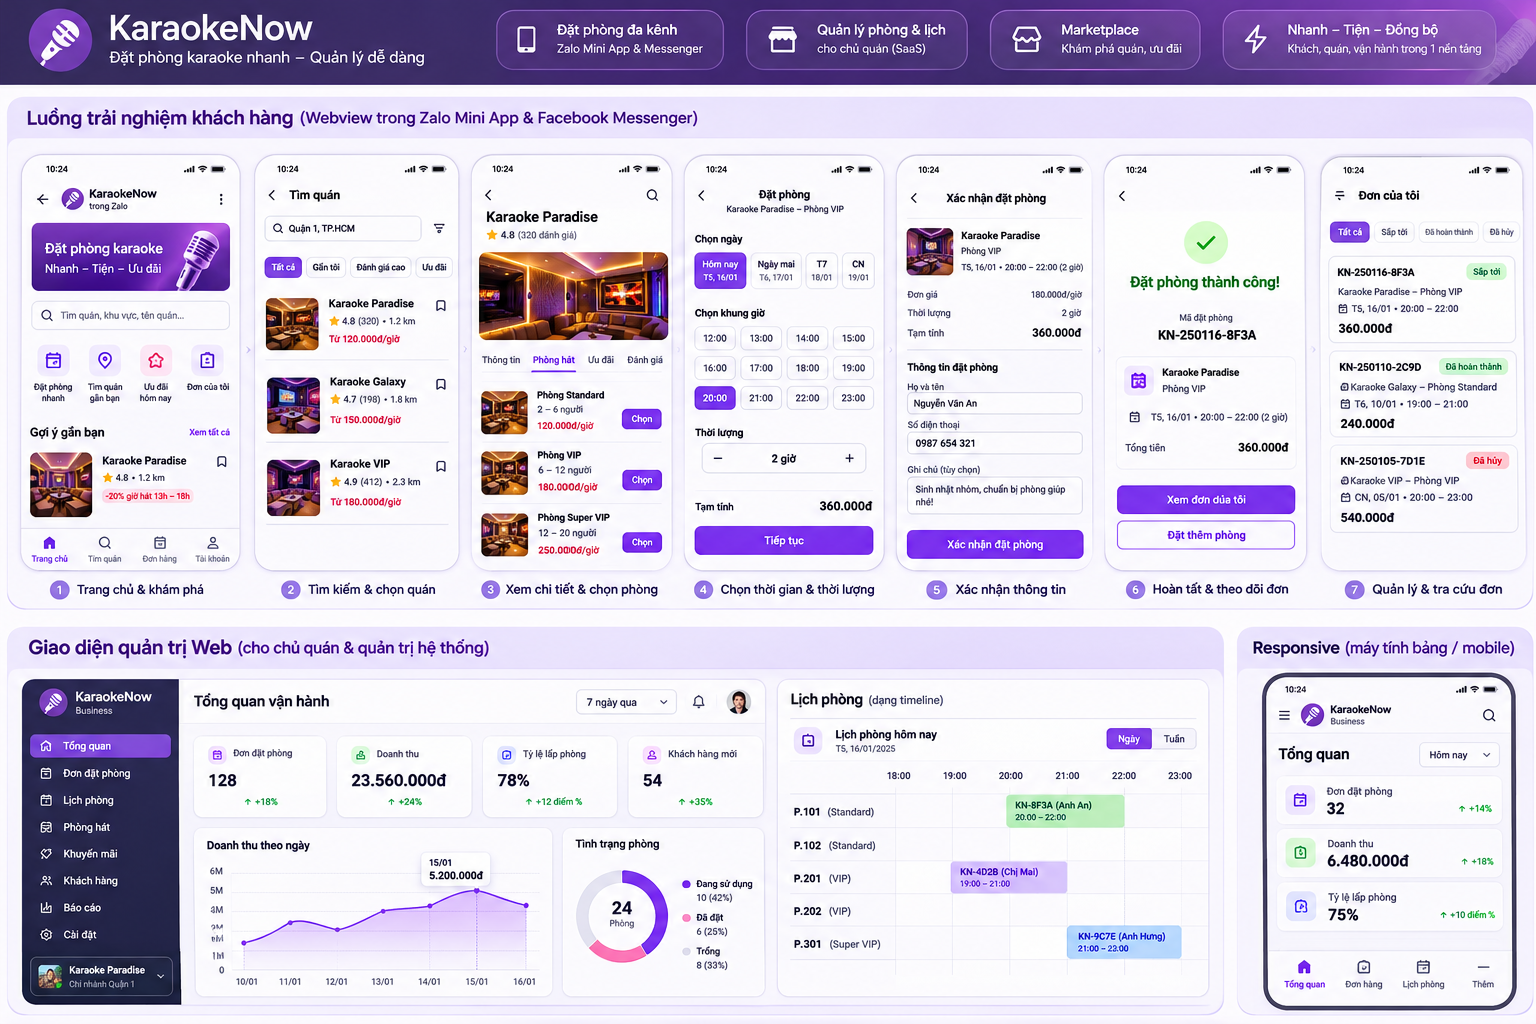 KaraokeNow
Đặt phòng karaoke nhanh – Quản lý dễ dàng
Đặt phòng đa kênh
Zalo Mini App & Messenger
Quản lý phòng & lịch
cho chủ quán (SaaS)
Marketplace
Khám phá quán, ưu đãi
Nhanh – Tiện – Đồng bộ
Khách, quán, vận hành trong 1 nền tảng
Luồng trải nghiệm khách hàng (Webview trong Zalo Mini App & Facebook Messenger)
10:24
KaraokeNow
trong Zalo
Đặt phòng karaoke
Nhanh – Tiện – Ưu đãi
Tìm quán, khu vực, tên quán...
Đặt phòng nhanh
Tìm quán gần bạn
Ưu đãi hôm nay
Đơn của tôi
Gợi ý gần bạn
Xem tất cả
Karaoke Paradise
4.8 • 1.2 km
-20% giờ hát 13h – 18h
Trang chủ
Tìm quán
Đơn hàng
Tài khoản
1 Trang chủ & khám phá
10:24
Tìm quán
Quận 1, TP.HCM
Tất cả
Gần tôi
Đánh giá cao
Ưu đãi
Karaoke Paradise
4.8 (320) • 1.2 km
Từ 120.000đ/giờ
Karaoke Galaxy
4.7 (198) • 1.8 km
Từ 150.000đ/giờ
Karaoke VIP
4.9 (412) • 2.3 km
Từ 180.000đ/giờ
2 Tìm kiếm & chọn quán
10:24
Karaoke Paradise
4.8 (320 đánh giá)
Thông tin
Phòng hát
Ưu đãi
Đánh giá
Phòng Standard
2 – 6 người
120.000đ/giờ
Chọn
Phòng VIP
6 – 12 người
180.000đ/giờ
Chọn
Phòng Super VIP
12 – 20 người
250.000đ/giờ
Chọn
3 Xem chi tiết & chọn phòng
10:24
Đặt phòng
Karaoke Paradise – Phòng VIP
Chọn ngày
Hôm nay
T5, 16/01
Ngày mai
T6, 17/01
T7
18/01
CN
19/01
Chọn khung giờ
12:00 13:00 14:00 15:00
16:00 17:00 18:00 19:00
20:00 21:00 22:00 23:00
Thời lượng
– 2 giờ +
Tạm tính 360.000đ
Tiếp tục
4 Chọn thời gian & thời lượng
10:24
Xác nhận đặt phòng
Karaoke Paradise
Phòng VIP
T5, 16/01 • 20:00 – 22:00 (2 giờ)
Đơn giá 180.000đ/giờ
Thời lượng 2 giờ
Tạm tính 360.000đ
Thông tin đặt phòng
Họ và tên
Nguyễn Văn An
Số điện thoại
0987 654 321
Ghi chú (tùy chọn)
Sinh nhật nhóm, chuẩn bị phòng giúp
nhé!
Xác nhận đặt phòng
5 Xác nhận thông tin
10:24
Đặt phòng thành công!
Mã đặt phòng
KN-250116-8F3A
Karaoke Paradise
Phòng VIP
T5, 16/01 • 20:00 – 22:00 (2 giờ)
Tổng tiền 360.000đ
Xem đơn của tôi
Đặt thêm phòng
6 Hoàn tất & theo dõi đơn
10:24
Đơn của tôi
Tất cả
Sắp tới
Đã hoàn thành
Đã hủy
KN-250116-8F3A
Sắp tới
Karaoke Paradise – Phòng VIP
T5, 16/01 • 20:00 – 22:00
360.000đ
KN-250110-2C9D
Đã hoàn thành
Karaoke Galaxy – Phòng Standard
T6, 10/01 • 19:00 – 21:00
240.000đ
KN-250105-7D1E
Đã hủy
Karaoke VIP – Phòng VIP
CN, 05/01 • 20:00 – 23:00
540.000đ
7 Quản lý & tra cứu đơn
Giao diện quản trị Web (cho chủ quán & quản trị hệ thống)
KaraokeNow
Business
Tổng quan
Đơn đặt phòng
Lịch phòng
Phòng hát
Khuyến mãi
Khách hàng
Báo cáo
Cài đặt
Karaoke Paradise
Chi nhánh Quận 1
Tổng quan vận hành
7 ngày qua
Đơn đặt phòng
128
+18%
Doanh thu
23.560.000đ
+24%
Tỷ lệ lấp phòng
78%
+12 điểm %
Khách hàng mới
54
+35%
Doanh thu theo ngày
15/01
5.200.000đ
6M
5M
0
10/01 11/01 12/01 13/01 14/01 15/01 16/01
Tình trạng phòng
24
Phòng
Đang sử dụng
10 (42%)
Đã đặt
6 (25%)
Trống
8 (33%)
Lịch phòng (dạng timeline)
Lịch phòng hôm nay
T5, 16/01/2025
Ngày
Tuần
18:00 19:00 20:00 21:00 22:00 23:00
P.101 (Standard)
KN-8F3A (Anh An)
20:00 – 22:00
P.102 (Standard)
P.201 (VIP)
KN-4D2B (Chị Mai)
19:00 – 21:00
P.202 (VIP)
P.301 (Super VIP)
KN-9C7E (Anh Hưng)
21:00 – 23:00
Responsive (máy tính bảng / mobile)
10:24
KaraokeNow
Business
Tổng quan
Hôm nay
Đơn đặt phòng
32
+14%
Doanh thu
6.480.000đ
+18%
Tỷ lệ lấp phòng
75%
+10 điểm %
Tổng quan
Đơn hàng
Lịch phòng
Thêm